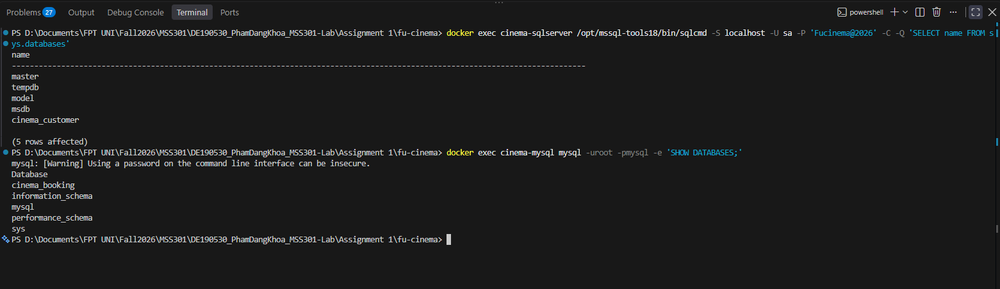 Problems 27 Output Debug Console Terminal Ports powershell
PS D:\Documents\FPT UNI\Fall2026\MSS301\DE190530_PhamDangKhoa_MSS301-Lab\Assignment 1\fu-cinema> docker exec cinema-sqlserver /opt/mssql-tools18/bin/sqlcmd -S localhost -U sa -P 'Fucinema@2026' -C -Q 'SELECT name FROM s
ys.databases'
name
--------------------------------------------------------------------------------------------------------------------------------
master
tempdb
model
msdb
cinema_customer
(5 rows affected)
PS D:\Documents\FPT UNI\Fall2026\MSS301\DE190530_PhamDangKhoa_MSS301-Lab\Assignment 1\fu-cinema> docker exec cinema-mysql mysql -uroot -pmysql -e 'SHOW DATABASES;'
mysql: [Warning] Using a password on the command line interface can be insecure.
Database
cinema_booking
information_schema
mysql
performance_schema
sys
PS D:\Documents\FPT UNI\Fall2026\MSS301\DE190530_PhamDangKhoa_MSS301-Lab\Assignment 1\fu-cinema>